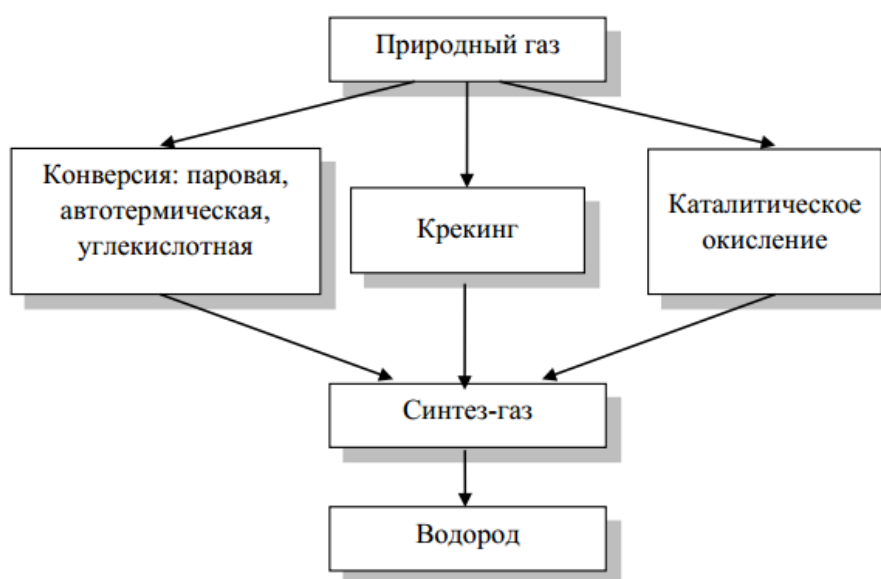 Природный газ
Конверсия: паровая,
автотермическая,
углекислотная
Крекинг
Каталитическое
окисление
Синтез-газ
Водород